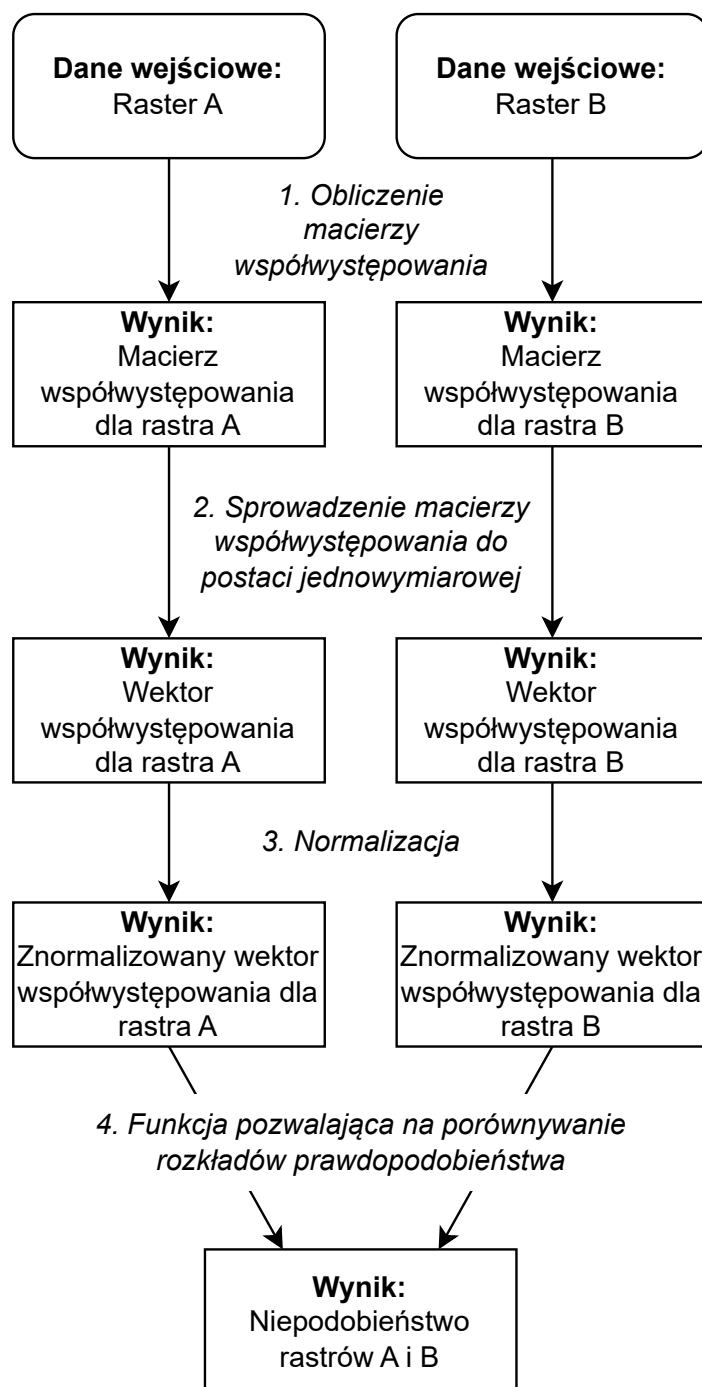 Dane wejściowe:
Raster A
Dane wejściowe:
Raster B
1. Obliczenie
macierzy
współwystępowania
Wynik:
Macierz
współwystępowania
dla rastra A
Wynik:
Macierz
współwystępowania
dla rastra B
2. Sprowadzenie macierzy
współwystępowania do
postaci jednowymiarowej
Wynik:
Wektor
współwystępowania
dla rastra A
Wynik:
Wektor
współwystępowania
dla rastra B
3. Normalizacja
Wynik:
Znormalizowany wektor
współwystępowania dla
rastra A
Wynik:
Znormalizowany wektor
współwystępowania dla
rastra B
4. Funkcja pozwalająca na porównywanie
rozkładów prawdopodobieństwa
Wynik:
Niepodobieństwo
rastrów A i B